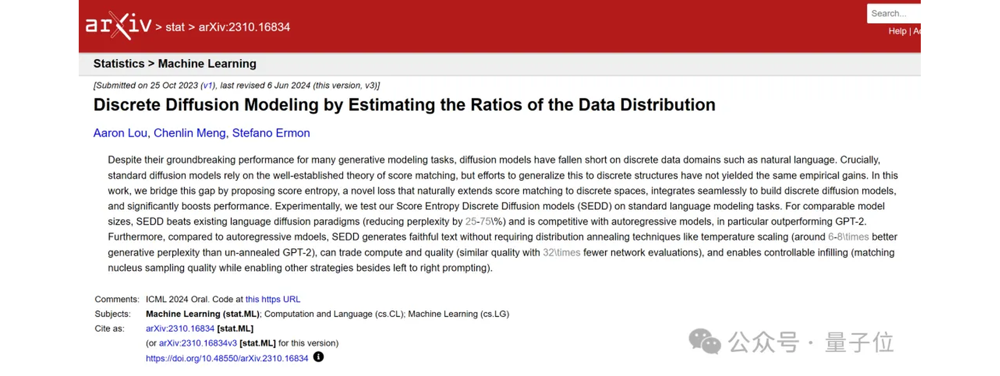 arXiv > stat > arXiv:2310.16834
Search...
Help |
Statistics > Machine Learning
[Submitted on 25 Oct 2023 (v1), last revised 6 Jun 2024 (this version, v3)]
Discrete Diffusion Modeling by Estimating the Ratios of the Data Distribution
Aaron Lou, Chenlin Meng, Stefano Ermon
Despite their groundbreaking performance for many generative modeling tasks, diffusion models have fallen short on discrete data domains such as natural language. Crucially,
standard diffusion models rely on the well-established theory of score matching, but efforts to generalize this to discrete structures have not yielded the same empirical gains. In this
work, we bridge this gap by proposing score entropy, a novel loss that naturally extends score matching to discrete spaces, integrates seamlessly to build discrete diffusion models,
and significantly boosts performance. Experimentally, we test our Score Entropy Discrete Diffusion models (SEDD) on standard language modeling tasks. For comparable model
sizes, SEDD beats existing language diffusion paradigms (reducing perplexity by 25-75\%) and is competitive with autoregressive models, in particular outperforming GPT-2.
Furthermore, compared to autoregressive mdoels, SEDD generates faithful text without requiring distribution annealing techniques like temperature scaling (around 6-8\times better
generative perplexity than un-annealed GPT-2), can trade compute and quality (similar quality with 32\times fewer network evaluations), and enables controllable infilling (matching
nucleus sampling quality while enabling other strategies besides left to right prompting).
Comments: ICML 2024 Oral. Code at this https URL
Subjects: Machine Learning (stat.ML); Computation and Language (cs.CL); Machine Learning (cs.LG)
Cite as: arXiv:2310.16834 [stat.ML]
(or arXiv:2310.16834v3 [stat.ML] for this version)
https://doi.org/10.48550/arXiv.2310.16834
公众号 · 量子位